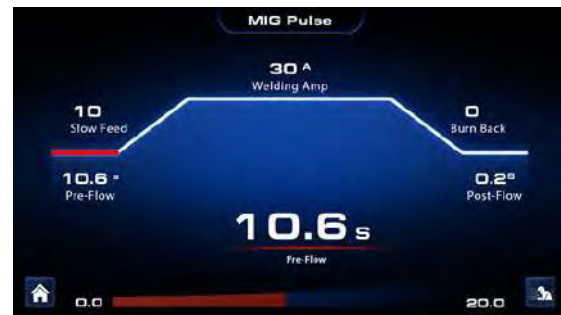 MIG Pulse
30 A
Welding Amp
10
Slow Feed
0
Burn Back
10.6 s
Pre-Flow
0.2 s
Post-Flow
10.6 s
Pre-Flow
0.0
20.0